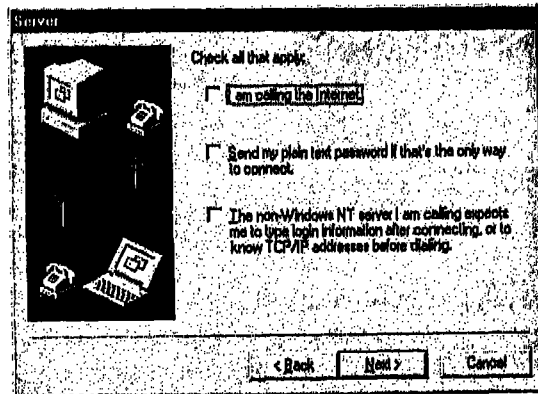 Server
Check all that apply:
I am calling the Internet.
Send my plain text password if that's the only way
to connect.
The non-Windows NT server I am calling expects
me to type login information after connecting, or to
know TCP/IP addresses before dialing.
< Back
Next >
Cancel